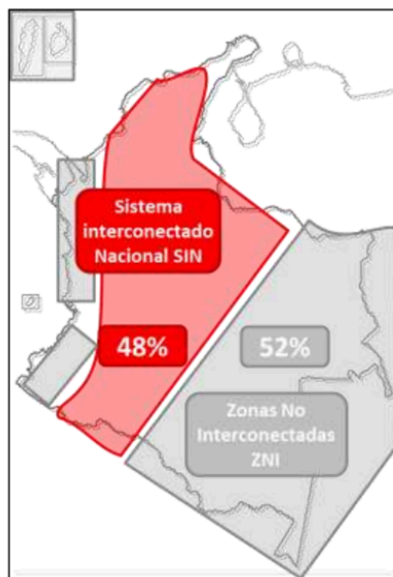 Sistema
interconectado
Nacional SIN
48%
52%
Zonas No
Interconectadas
ZNI